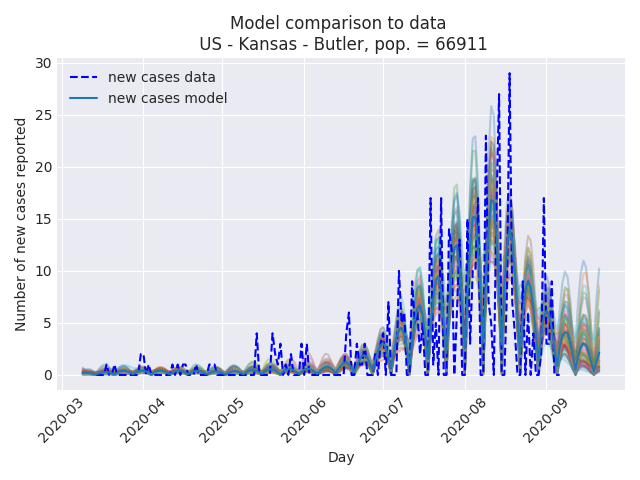 Model comparison to data
US - Kansas - Butler, pop. = 66911
30
25
20
15
10
5
0
Number of new cases reported
new cases data
new cases model
2020-03
2020-04
2020-05
2020-06
2020-07
2020-08
2020-09
Day